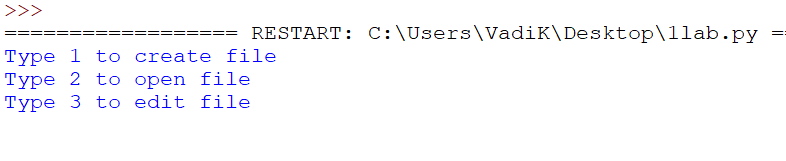 >>>
================== RESTART: C:\Users\VadiK\Desktop\1lab.py ==
Type 1 to create file
Type 2 to open file
Type 3 to edit file